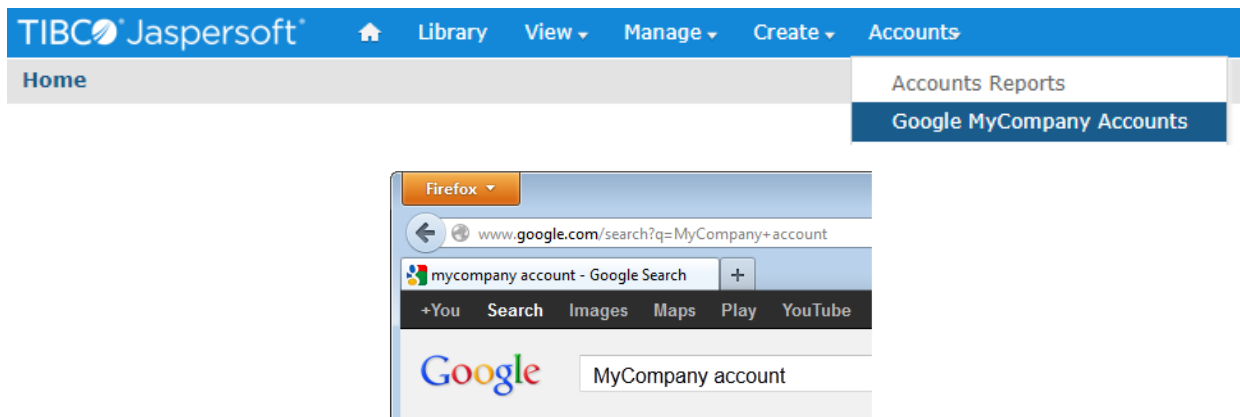 TIBCO Jaspersoft Library View Manage Create Accounts
Home
Accounts Reports
Google MyCompany Accounts
Firefox
www.google.com/search?q=MyCompany+account
mycompany account - Google Search +
+You Search Images Maps Play YouTube
Google MyCompany account